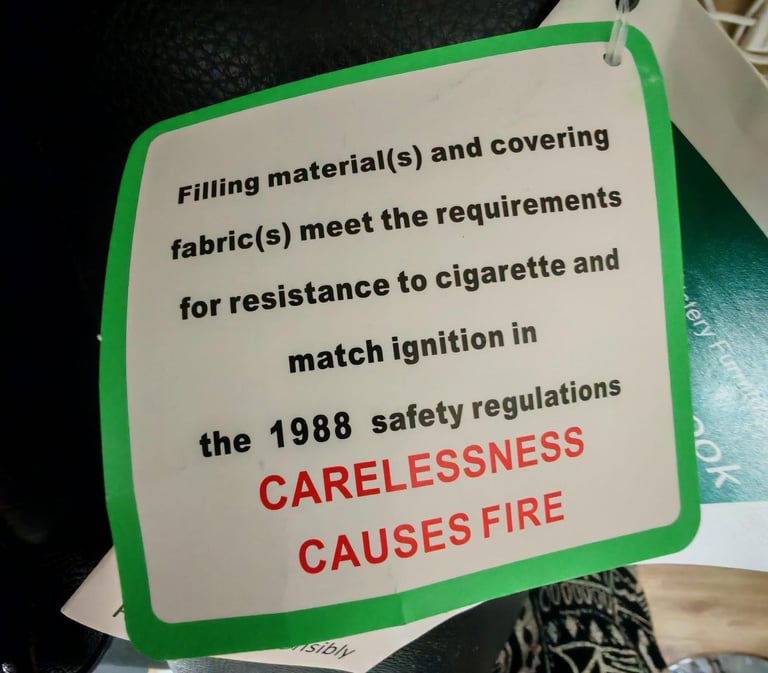 Filling material(s) and covering
fabric(s) meet the requirements
for resistance to cigarette and
match ignition in
the 1988 safety regulations
CARELESSNESS
CAUSES FIRE